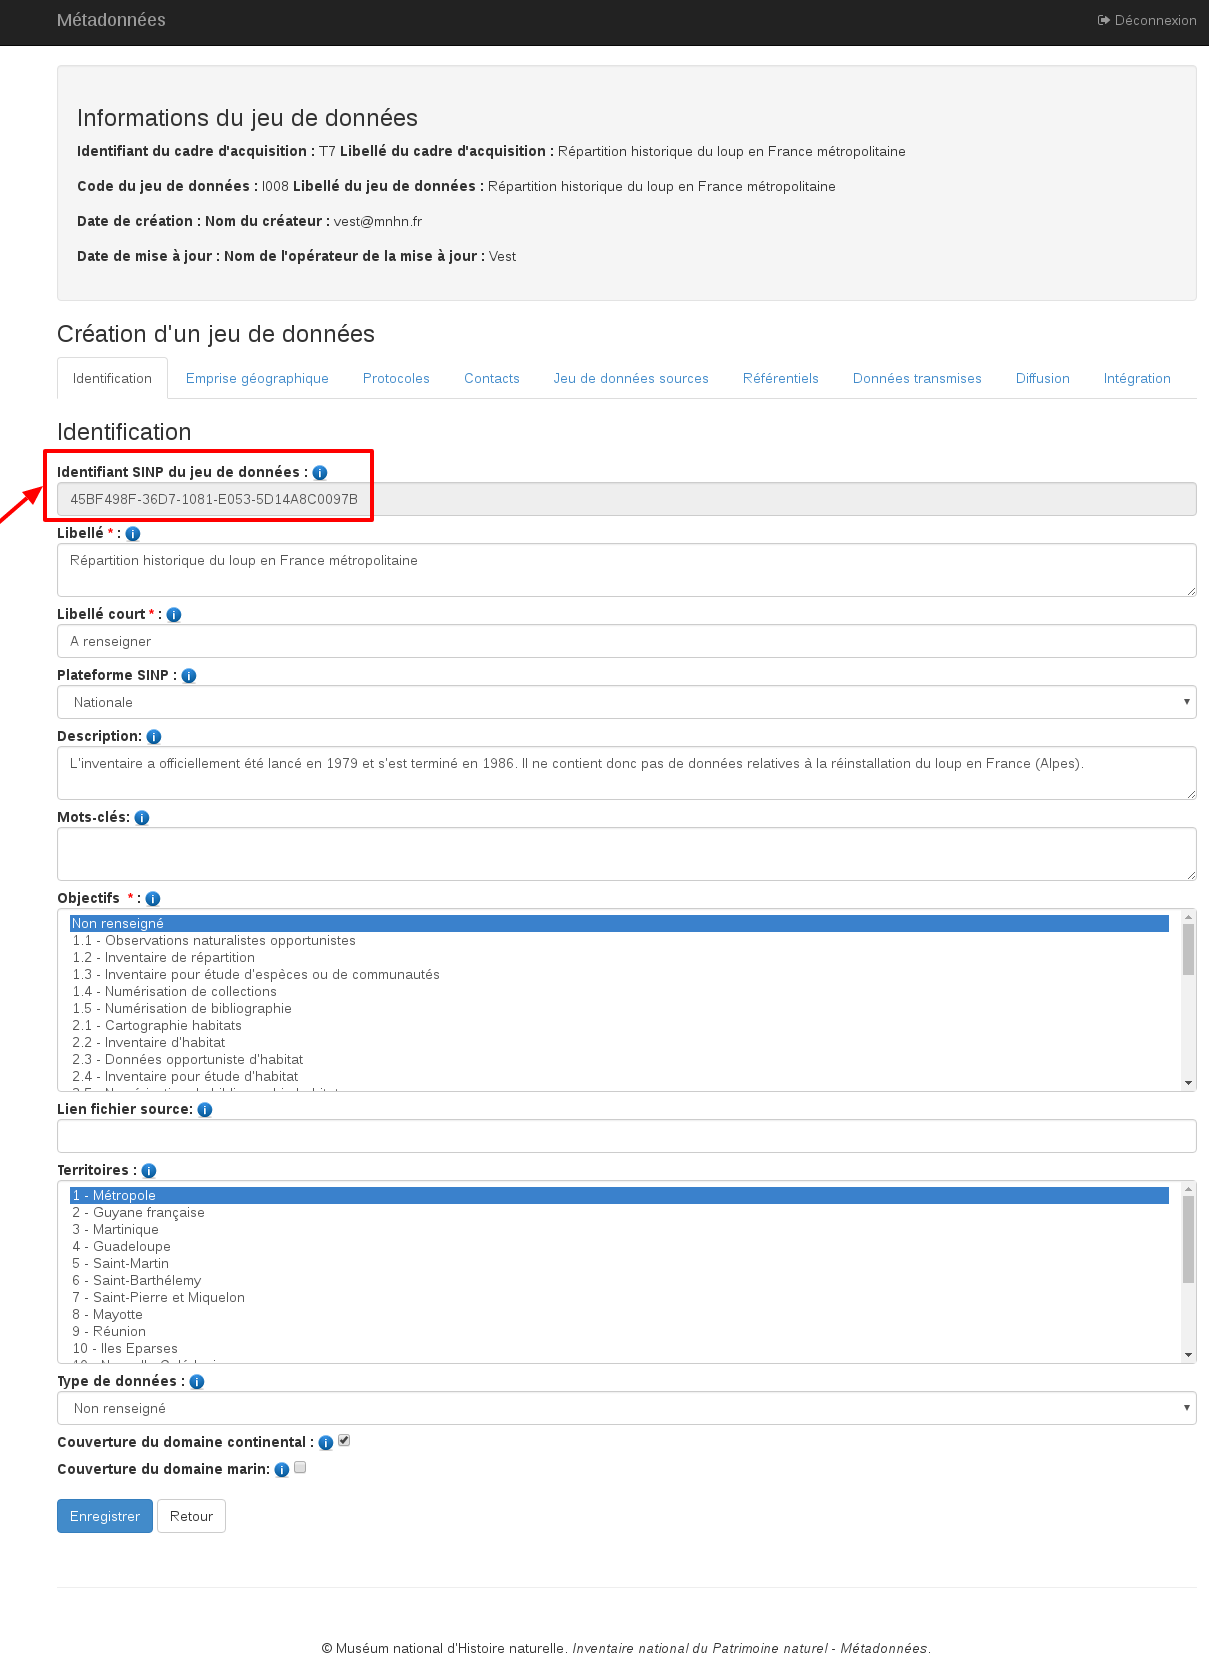 Métadonnées
Déconnexion
Informations du jeu de données
Identifiant du cadre d'acquisition : T7 Libellé du cadre d'acquisition : Répartition historique du loup en France métropolitaine
Code du jeu de données : I008 Libellé du jeu de données : Répartition historique du loup en France métropolitaine
Date de création : Nom du créateur : vest@mnhn.fr
Date de mise à jour : Nom de l'opérateur de la mise à jour : Vest
Création d'un jeu de données
Identification Emprise géographique Protocoles Contacts Jeu de données sources Référentiels Données transmises Diffusion Intégration
Identification
Identifiant SINP du jeu de données :
45BF498F-36D7-1081-E053-5D14A8C0097B
Libellé * :
Répartition historique du loup en France métropolitaine
Libellé court * :
A renseigner
Plateforme SINP :
Nationale
Description:
L'inventaire a officiellement été lancé en 1979 et s'est terminé en 1986. Il ne contient donc pas de données relatives à la réinstallation du loup en France (Alpes).
Mots-clés:
Objectifs * :
Non renseigné
1.1 - Observations naturalistes opportunistes
1.2 - Inventaire de répartition
1.3 - Inventaire pour étude d'espèces ou de communautés
1.4 - Numérisation de collections
1.5 - Numérisation de bibliographie
2.1 - Cartographie habitats
2.2 - Inventaire d'habitat
2.3 - Données opportuniste d'habitat
2.4 - Inventaire pour étude d'habitat
Lien fichier source:
Territoires :
1 - Métropole
2 - Guyane française
3 - Martinique
4 - Guadeloupe
5 - Saint-Martin
6 - Saint-Barthélemy
7 - Saint-Pierre et Miquelon
8 - Mayotte
9 - Réunion
10 - Iles Eparses
Type de données :
Non renseigné
Couverture du domaine continental :
Couverture du domaine marin:
Enregistrer Retour
© Muséum national d'Histoire naturelle. Inventaire national du Patrimoine naturel - Métadonnées.